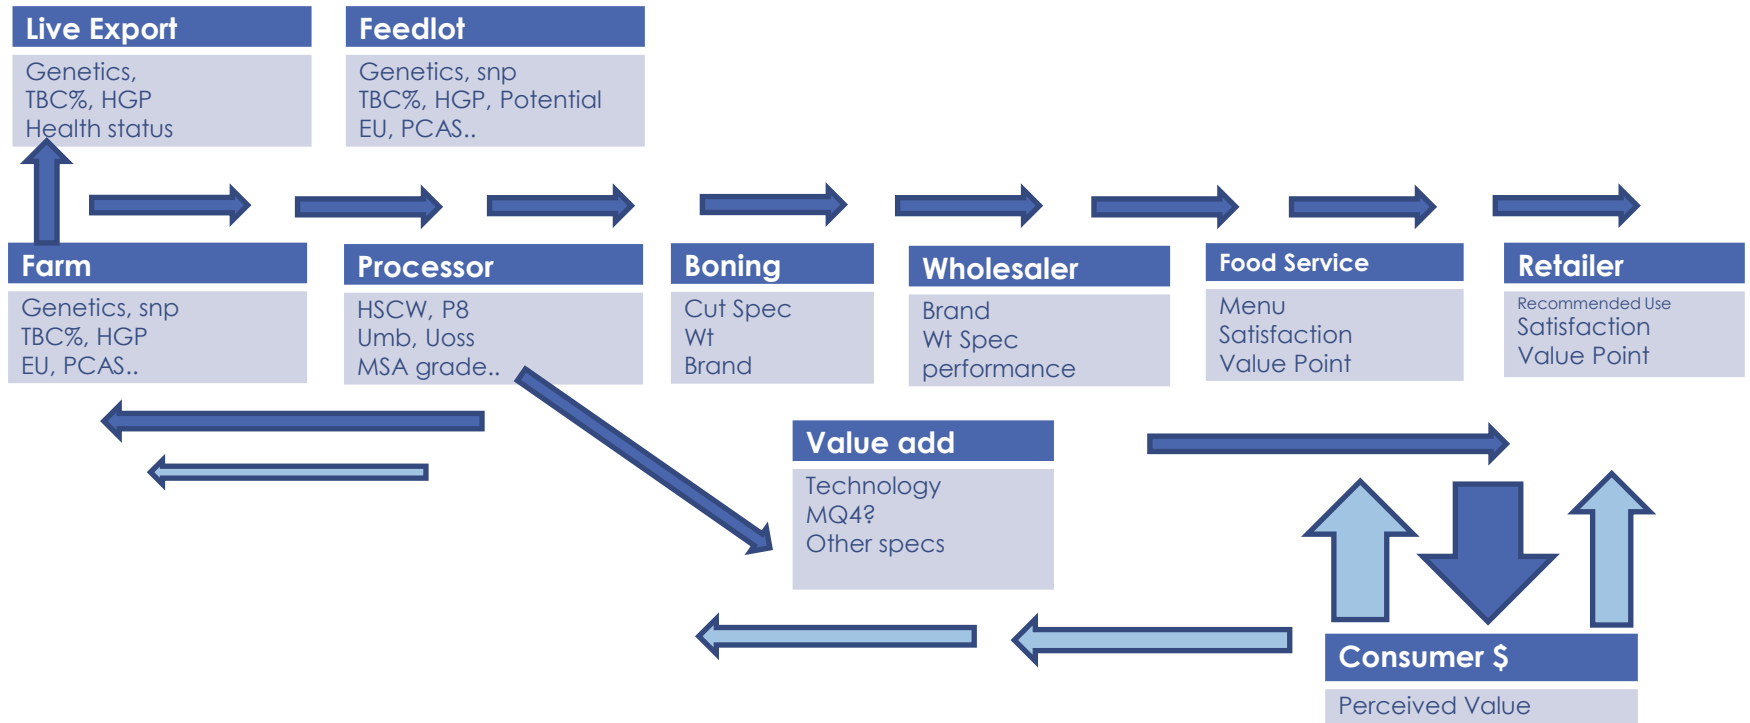 Live Export
Genetics,
TBC%, HGP
Health status
Feedlot
Genetics, snp
TBC%, HGP, Potential
EU, PCAS..
Farm
Genetics, snp
TBC%, HGP
EU, PCAS..
Processor
HSCW, P8
Umb, Uoss
MSA grade..
Boning
Cut Spec
Wt
Brand
Wholesaler
Brand
Wt Spec
performance
Food Service
Menu
Satisfaction
Value Point
Retailer
Recommended Use
Satisfaction
Value Point
Value add
Technology
MQ4?
Other specs
Consumer $
Perceived Value